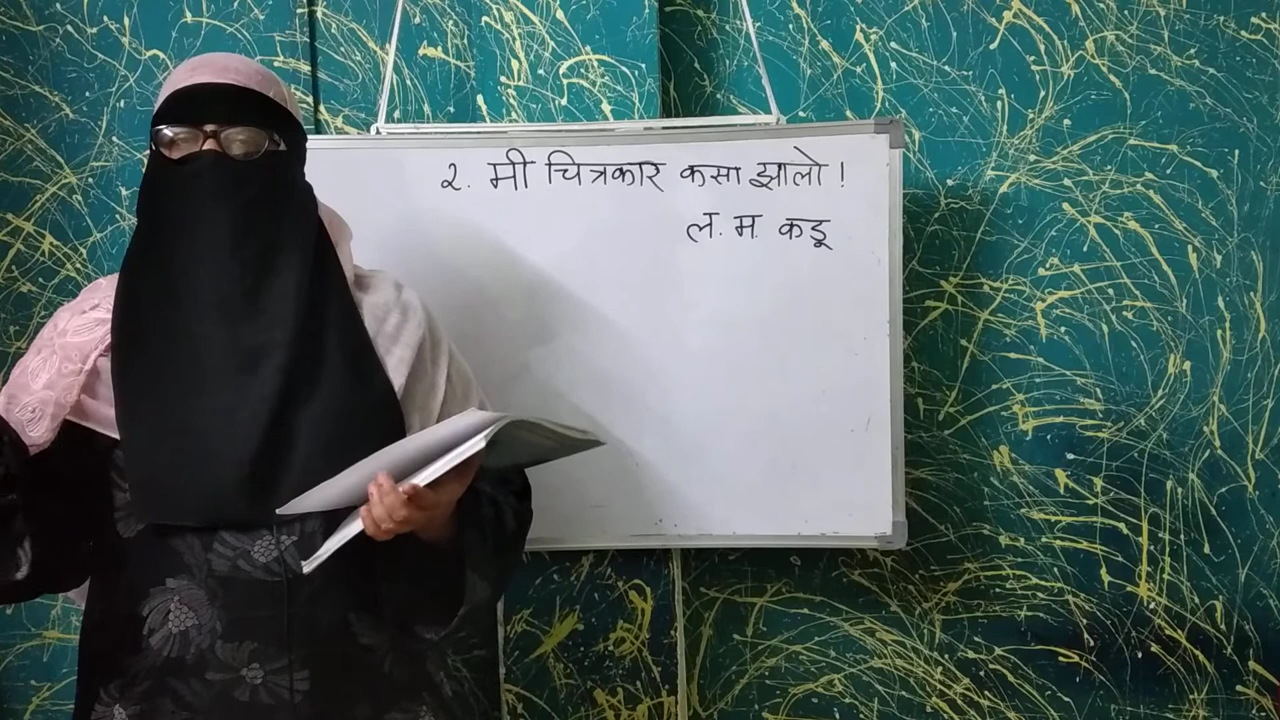 २. मी चित्रकार कसा झालो !
ल. म. कडू